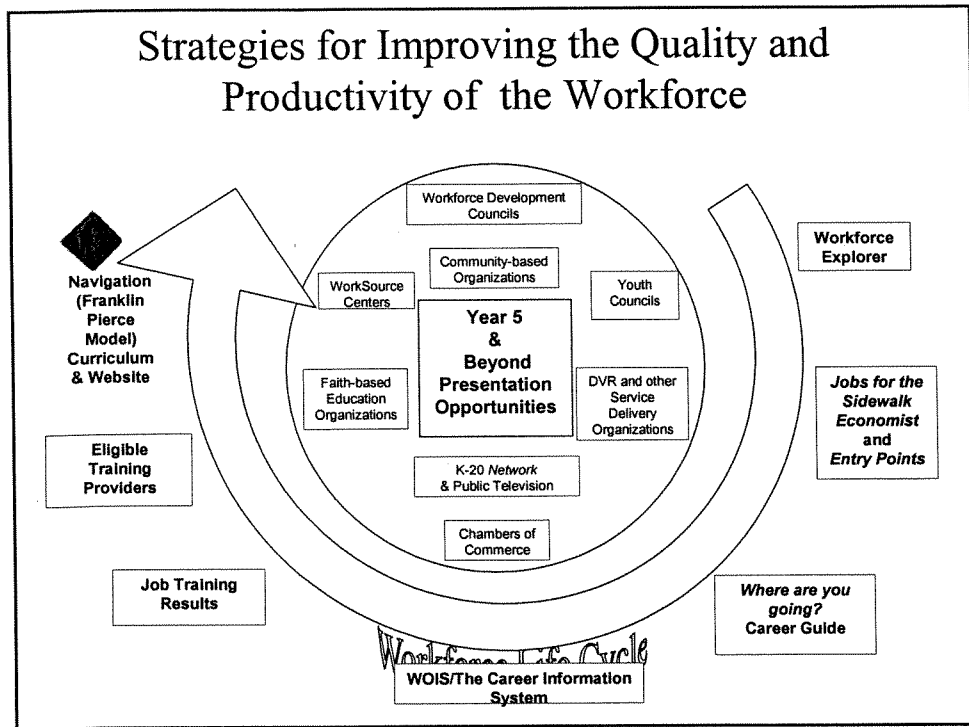 Strategies for Improving the Quality and
Productivity of the Workforce
Workforce Development
Councils
Community-based
Organizations
WorkSource
Centers
Youth
Councils
Year 5
&
Beyond
Presentation
Opportunities
Faith-based
Education
Organizations
DVR and other
Service
Delivery
Organizations
K-20 Network
& Public Television
Chambers of
Commerce
Workforce
Explorer
Jobs for the
Sidewalk
Economist
and
Entry Points
Where are you
going?
Career Guide
Workforce Life Cycle
WOIS/The Career Information
System
Job Training
Results
Eligible
Training
Providers
Navigation
(Franklin
Pierce
Model)
Curriculum
& Website